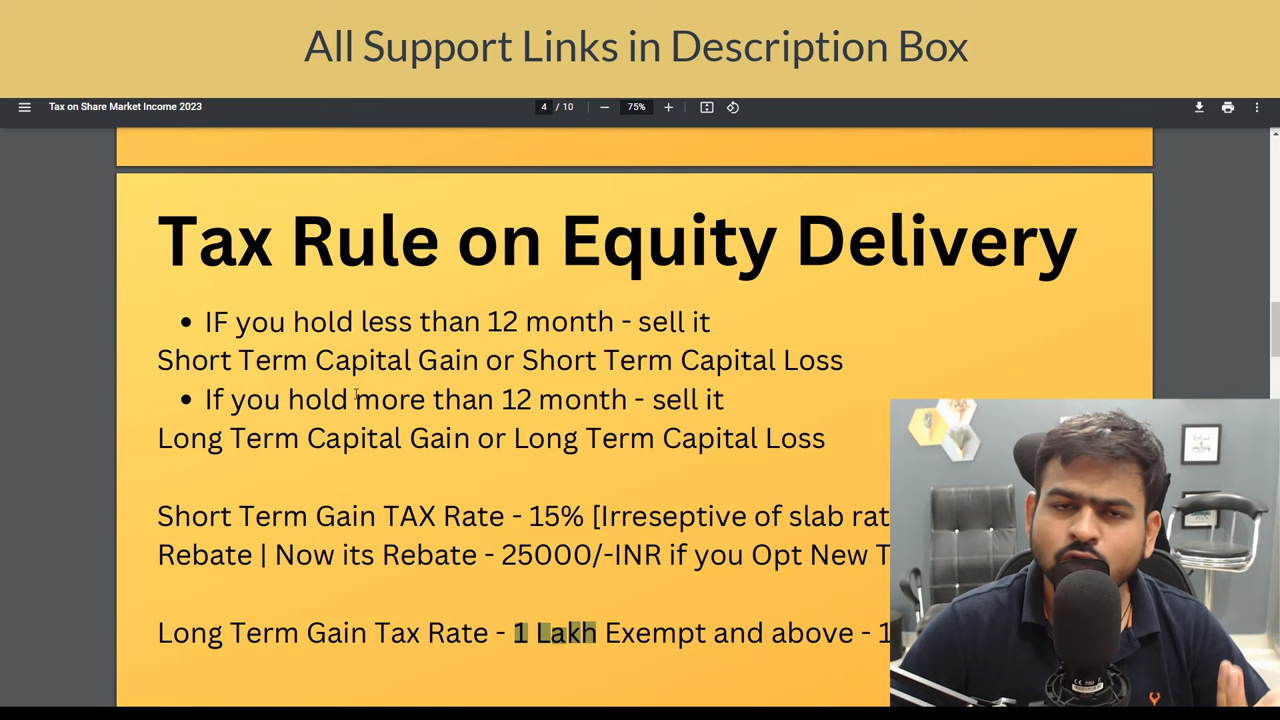 All Support Links in Description Box
Tax on Share Market Income 2023
4 / 10
75%
Tax Rule on Equity Delivery
• IF you hold less than 12 month - sell it
Short Term Capital Gain or Short Term Capital Loss
• If you hold more than 12 month - sell it
Long Term Capital Gain or Long Term Capital Loss
Short Term Gain TAX Rate - 15% [Irreseptive of slab rat
Rebate | Now its Rebate - 25000/-INR if you Opt New T
Long Term Gain Tax Rate - 1 Lakh Exempt and above - 1